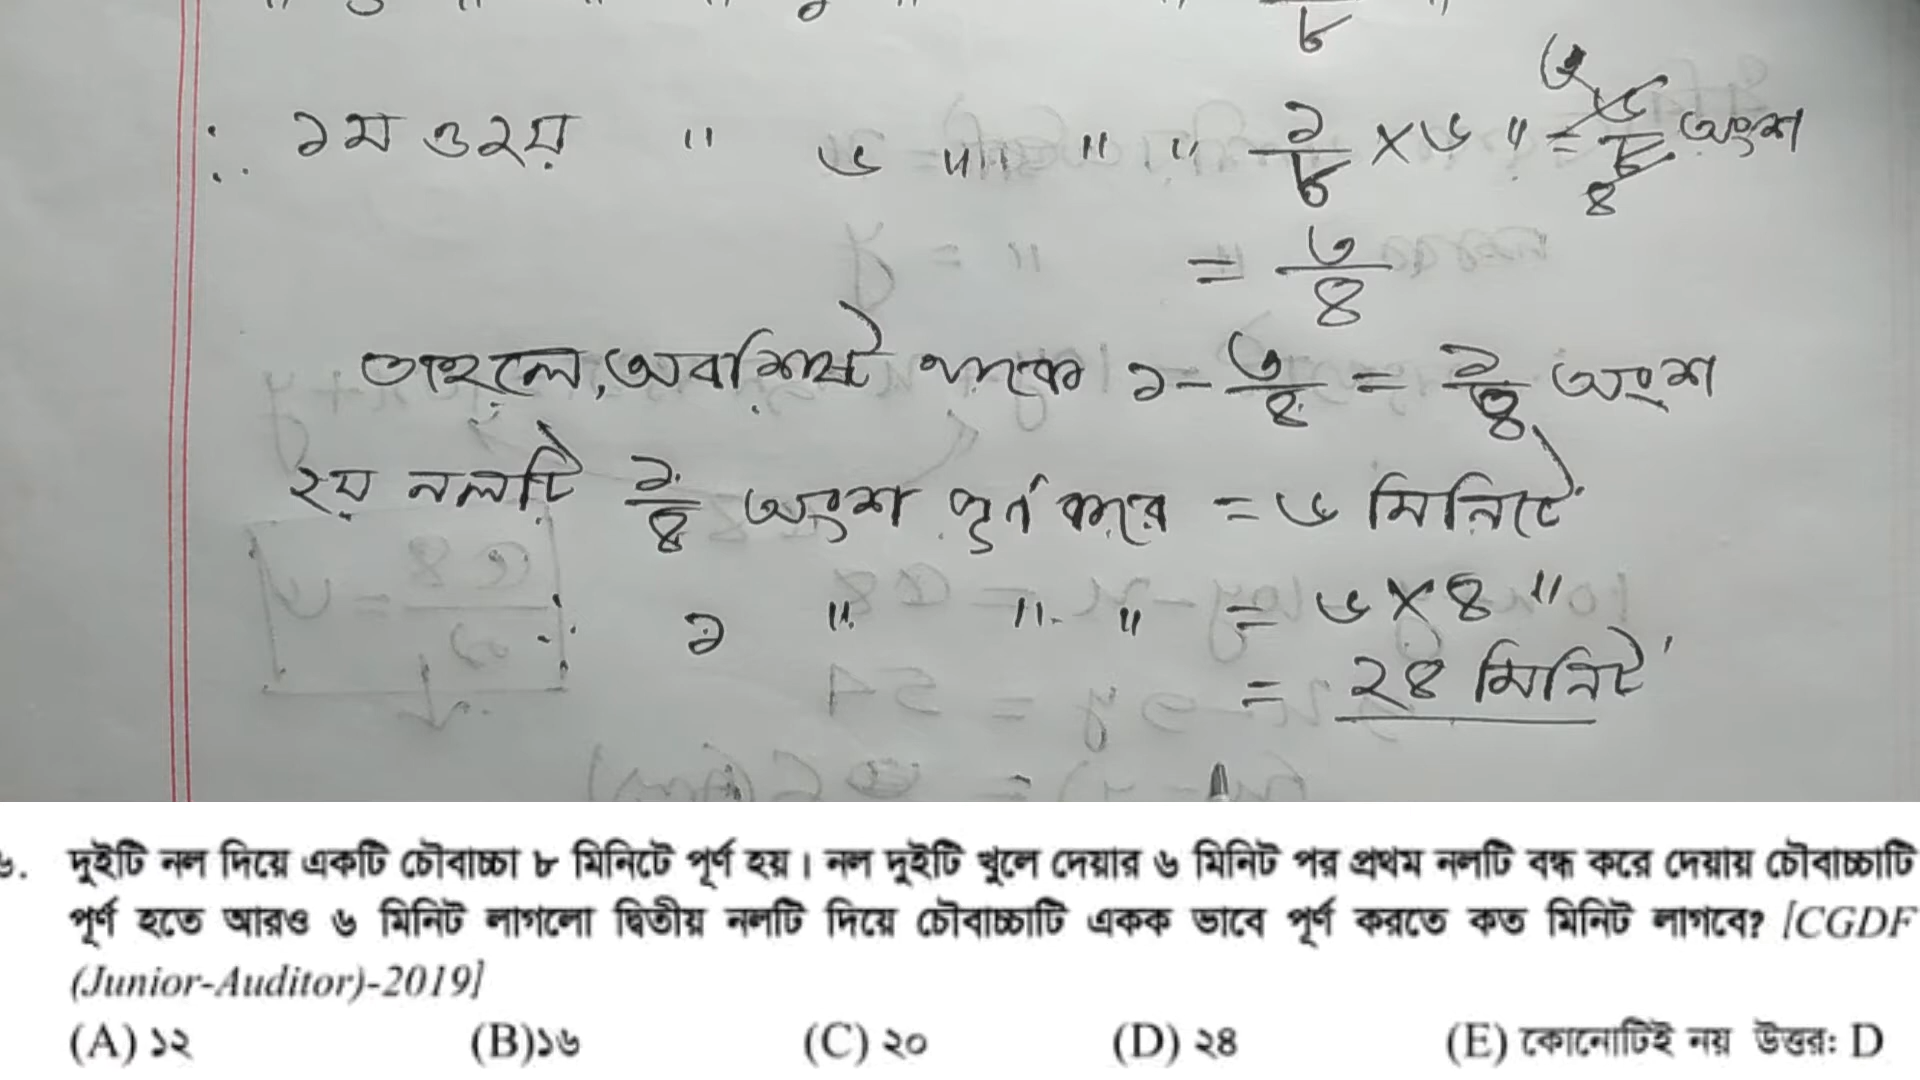 ৮
∴ ১ম ও ২য় " ৬ " " " " ১/৮ × ৬ " = ৩ ৬/৮ ৪ অংশ
= ৩/৪
তাহলে, অবশিষ্ট থাকে ১ - ৩/৪ = ১/৪ অংশ
২য় নলটি ১/৪ অংশ পূর্ণ করে = ৬ মিনিটে
∴ ১ " " " = ৬ × ৪ "
= ২৪ মিনিট
৬. দুইটি নল দিয়ে একটি চৌবাচ্চা ৮ মিনিটে পূর্ণ হয়। নল দুইটি খুলে দেয়ার ৬ মিনিট পর প্রথম নলটি বন্ধ করে দেয়ায় চৌবাচ্চাটি
পূর্ণ হতে আরও ৬ মিনিট লাগলো দ্বিতীয় নলটি দিয়ে চৌবাচ্চাটি একক ভাবে পূর্ণ করতে কত মিনিট লাগবে? [CGDF
(Junior-Auditor)-2019]
(A) ১২ (B)১৬ (C) ২০ (D) ২৪ (E) কোনোটিই নয় উত্তর: D